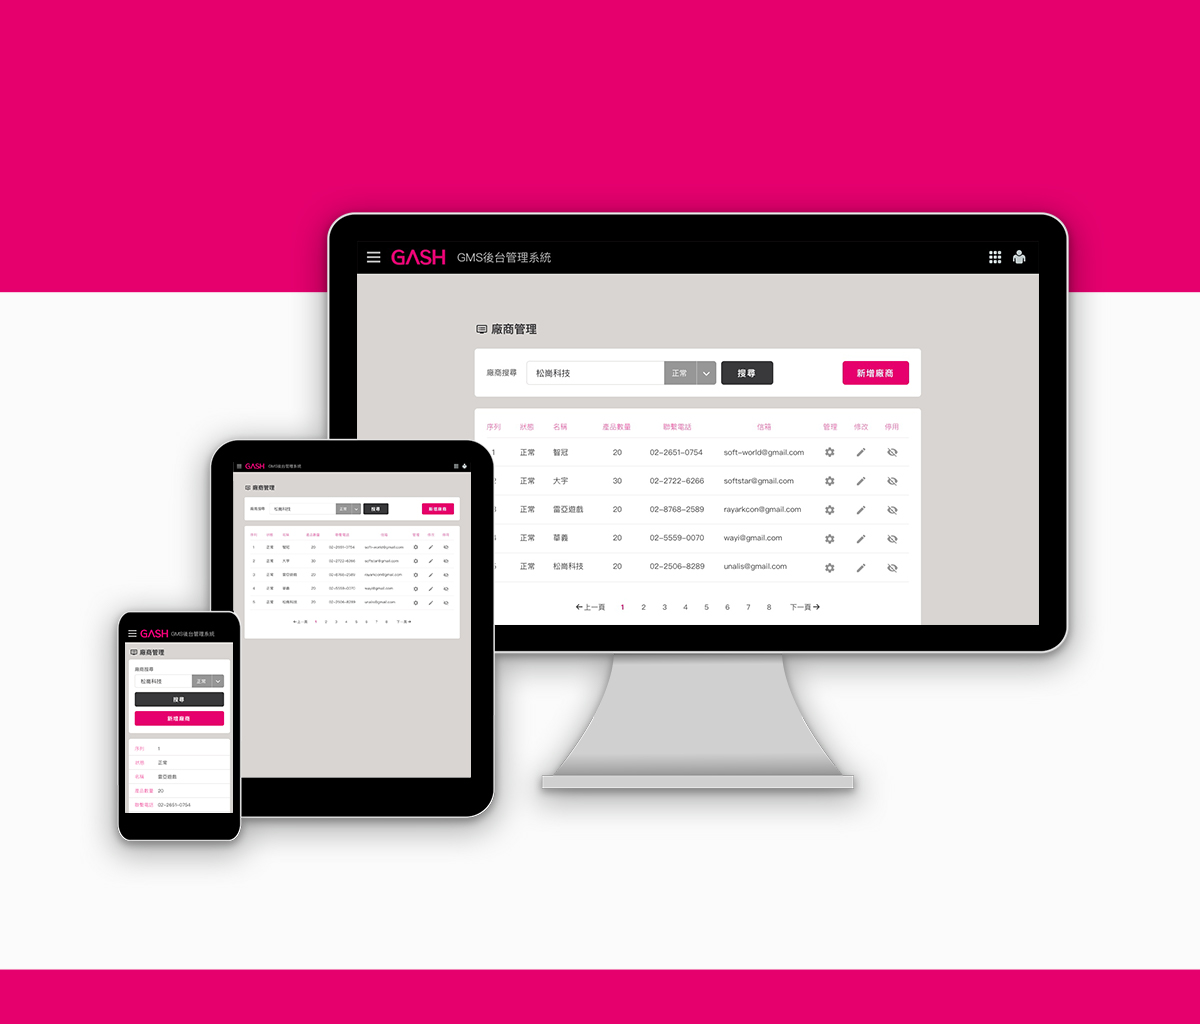 GASH GMS後台管理系統
廠商管理
廠商搜尋 松崗科技 正常 搜尋 新增廠商
序列 狀態 名稱 產品數量 聯繫電話 信箱 管理 修改 停用
1 正常 智冠 20 02-2651-0754 soft-world@gmail.com
2 正常 大宇 30 02-2722-6266 softstar@gmail.com
3 正常 雷亞遊戲 20 02-8768-2589 rayarkcon@gmail.com
4 正常 華義 20 02-5559-0070 wayi@gmail.com
5 正常 松崗科技 20 02-2506-8289 unalis@gmail.com
←上一頁 1 2 3 4 5 6 7 8 下一頁→
GASH GMS後台管理系統
廠商管理
廠商搜尋 松崗科技 正常 搜尋 新增廠商
序列 狀態 名稱 產品數量 聯繫電話 信箱 管理 修改 停用
1 正常 智冠 20 02-2651-0754 soft-world@gmail.com
2 正常 大宇 30 02-2722-6266 softstar@gmail.com
3 正常 雷亞遊戲 20 02-8768-2589 rayarkcon@gmail.com
4 正常 華義 20 02-5559-0070 wayi@gmail.com
5 正常 松崗科技 20 02-2506-8289 unalis@gmail.com
←上一頁 1 2 3 4 5 6 7 8 下一頁→
GASH GMS後台管理系統
廠商管理
廠商搜尋
松崗科技 正常
搜尋
新增廠商
序列 1
狀態 正常
名稱 雷亞遊戲
產品數量 20
聯繫電話 02-2651-0754